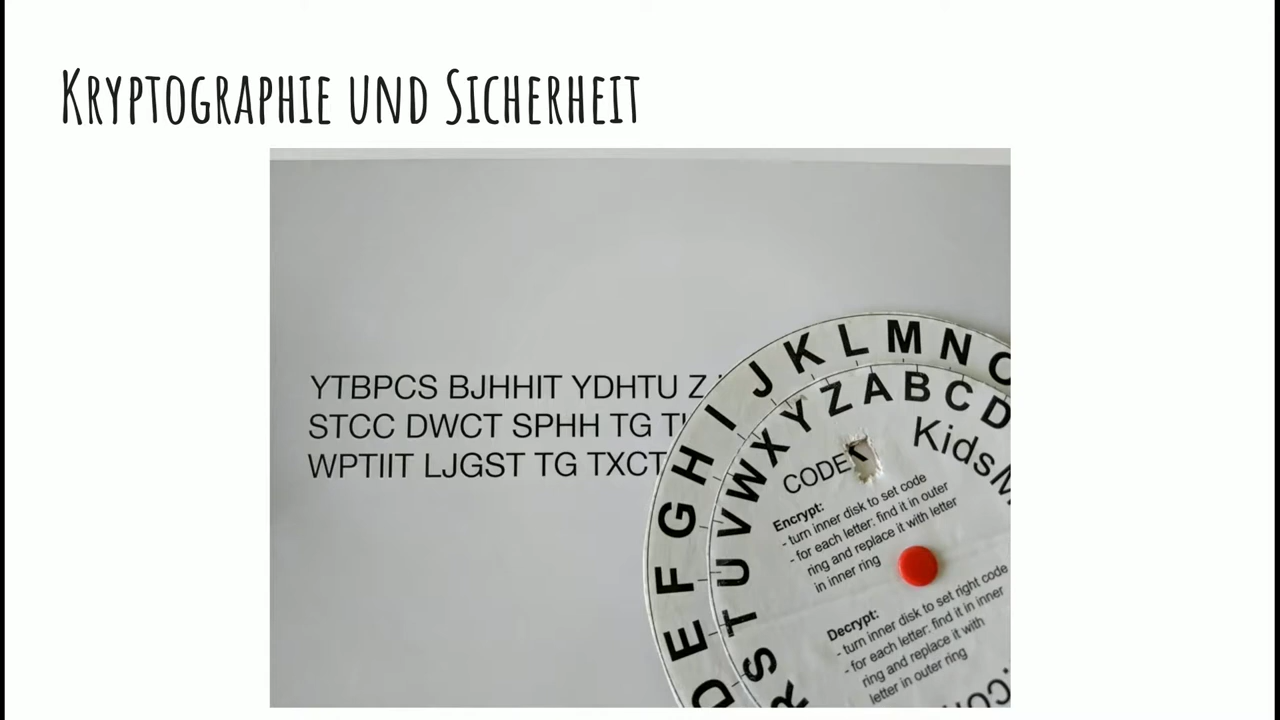 KRYPTOGRAPHIE UND SICHERHEIT
YTBPCS BJHHIT YDHTU Z
STCC DWCT SPHH TG
WPTIIT LJGST TG TXCT
D E F G H I J K L M N
R S T U V W X Y Z A B C D
CODE
Kids
Encrypt:
- turn inner disk to set code
- for each letter: find it in outer
ring and replace it with letter
in inner ring
Decrypt:
- turn inner disk to set right code
- for each letter: find it in inner
ring and replace it with
letter in outer ring